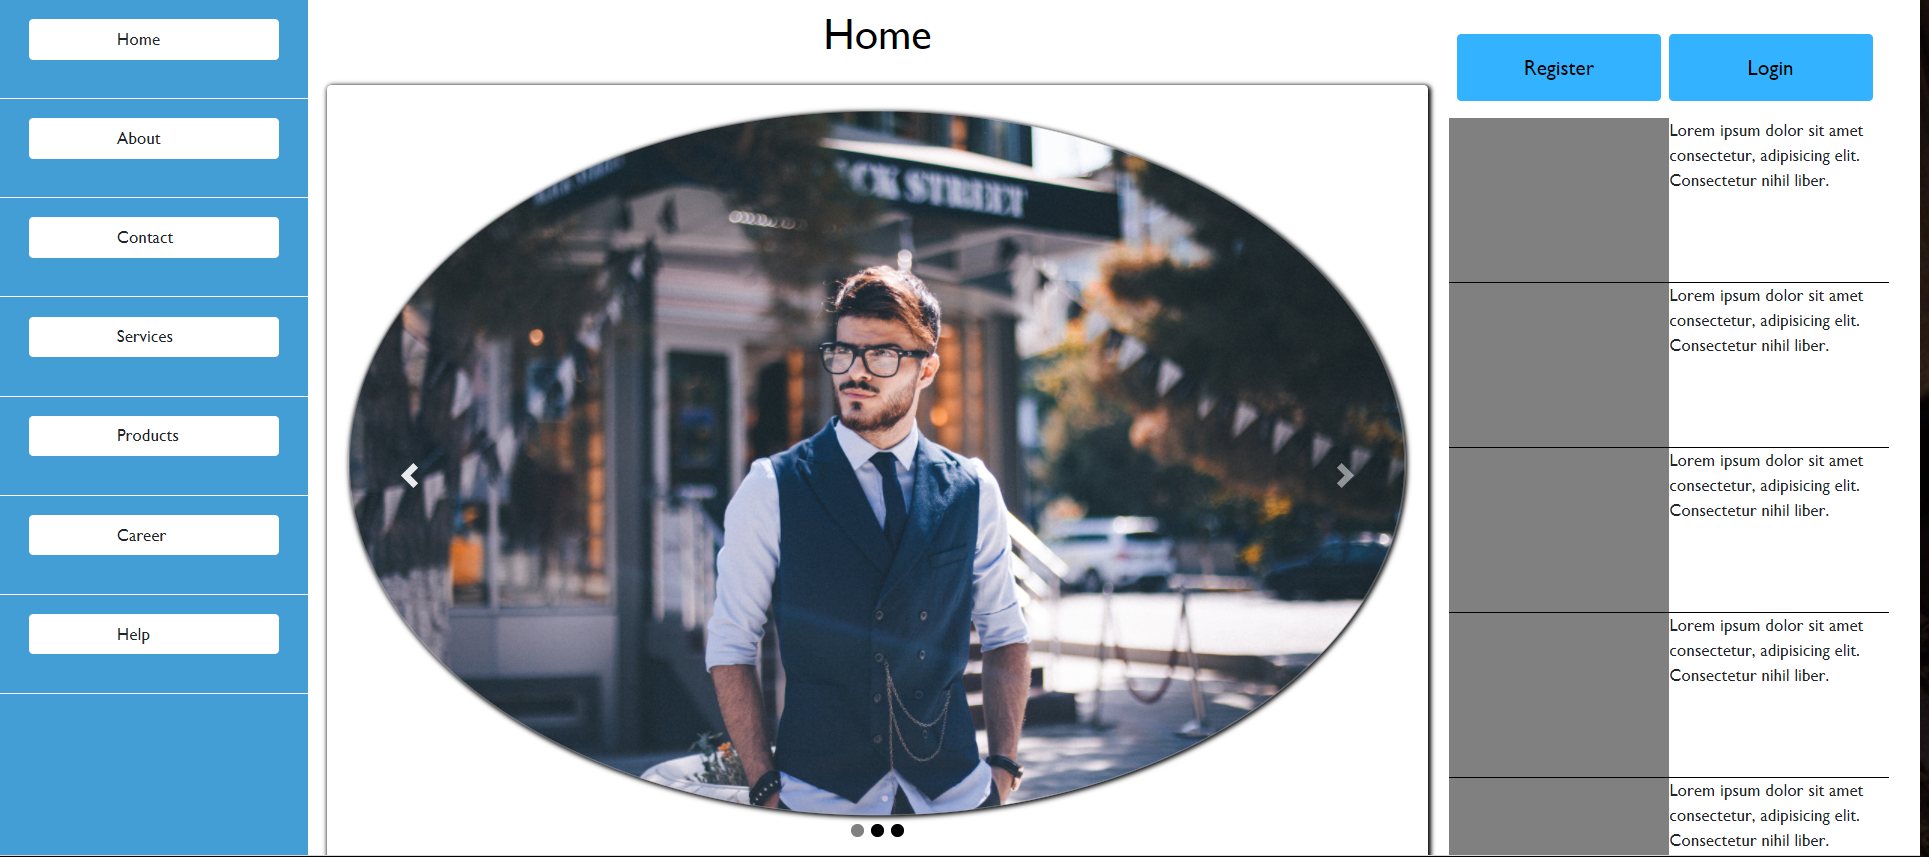 Home
About
Contact
Services
Products
Career
Help
Home
CK STREET
Register
Login
Lorem ipsum dolor sit amet
consectetur, adipisicing elit.
Consectetur nihil liber.
Lorem ipsum dolor sit amet
consectetur, adipisicing elit.
Consectetur nihil liber.
Lorem ipsum dolor sit amet
consectetur, adipisicing elit.
Consectetur nihil liber.
Lorem ipsum dolor sit amet
consectetur, adipisicing elit.
Consectetur nihil liber.
Lorem ipsum dolor sit amet
consectetur, adipisicing elit.
Consectetur nihil liber.